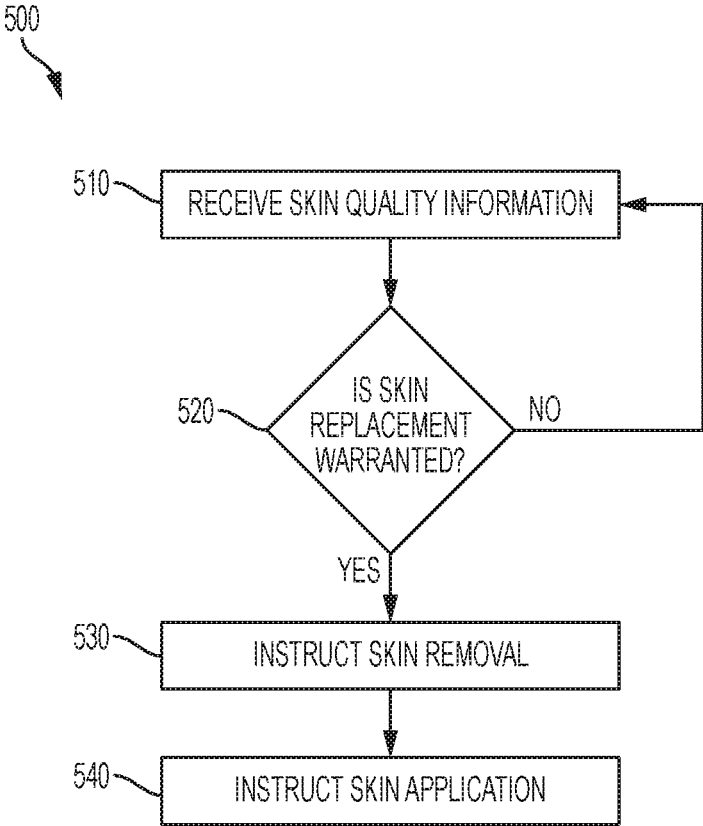 500
510
RECEIVE SKIN QUALITY INFORMATION
520
IS SKIN
REPLACEMENT
WARRANTED?
NO
YES
530
INSTRUCT SKIN REMOVAL
540
INSTRUCT SKIN APPLICATION